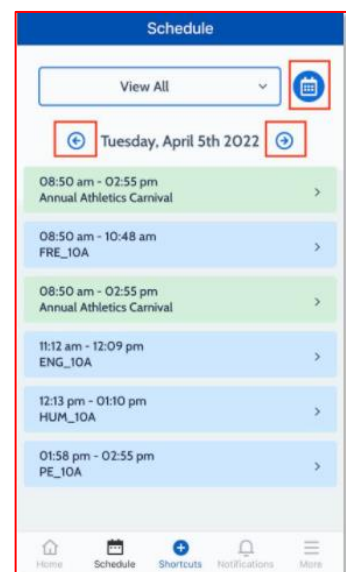 Schedule
View All
Tuesday, April 5th 2022
08:50 am - 02:55 pm
Annual Athletics Carnival
08:50 am - 10:48 am
FRE_10A
08:50 am - 02:55 pm
Annual Athletics Carnival
11:12 am - 12:09 pm
ENG_10A
12:13 pm - 01:10 pm
HUM_10A
01:58 pm - 02:55 pm
PE_10A
Home Schedule Shortcuts Notifications More